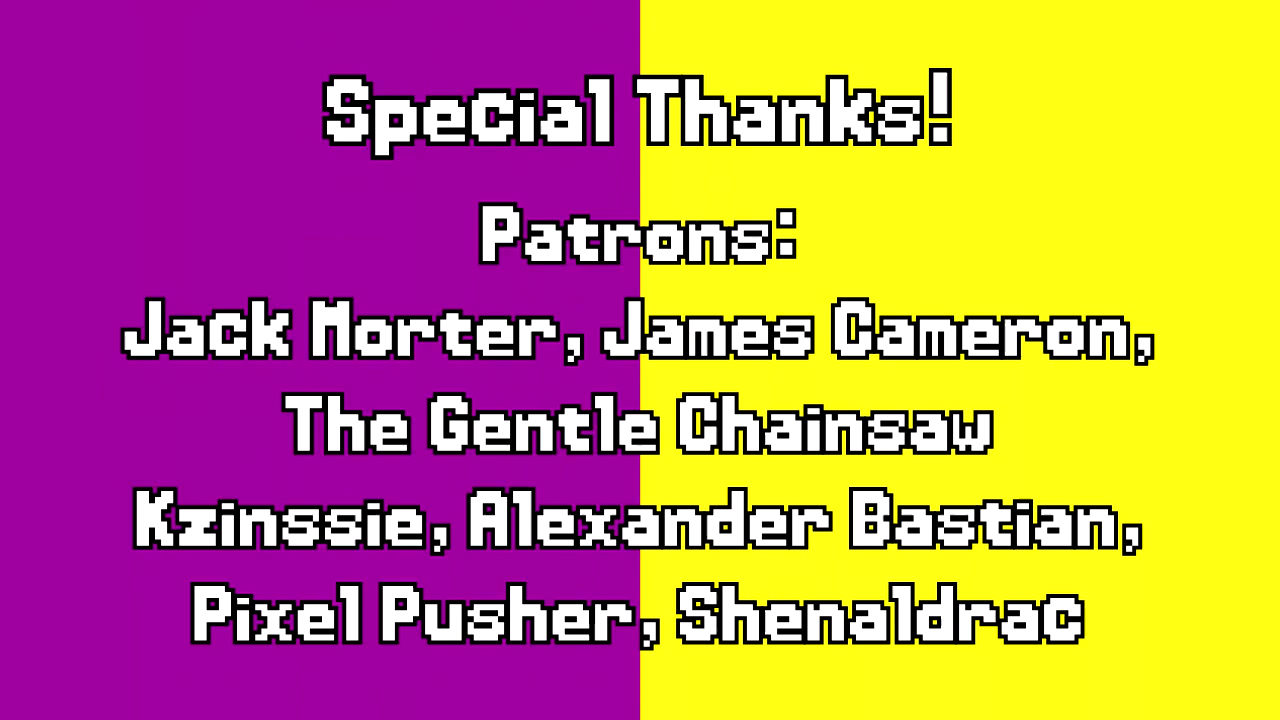 Special Thanks!
Patrons:
Jack Morter, James Cameron,
The Gentle Chainsaw
Kzinssie, Alexander Bastian,
Pixel Pusher, Shenaldrac